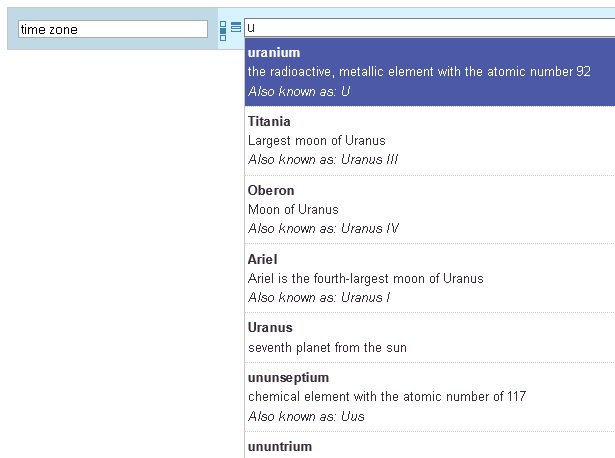 time zone
u
uranium
the radioactive, metallic element with the atomic number 92
Also known as: U
Titania
Largest moon of Uranus
Also known as: Uranus III
Oberon
Moon of Uranus
Also known as: Uranus IV
Ariel
Ariel is the fourth-largest moon of Uranus
Also known as: Uranus I
Uranus
seventh planet from the sun
ununseptium
chemical element with the atomic number of 117
Also known as: Uus
ununtrium